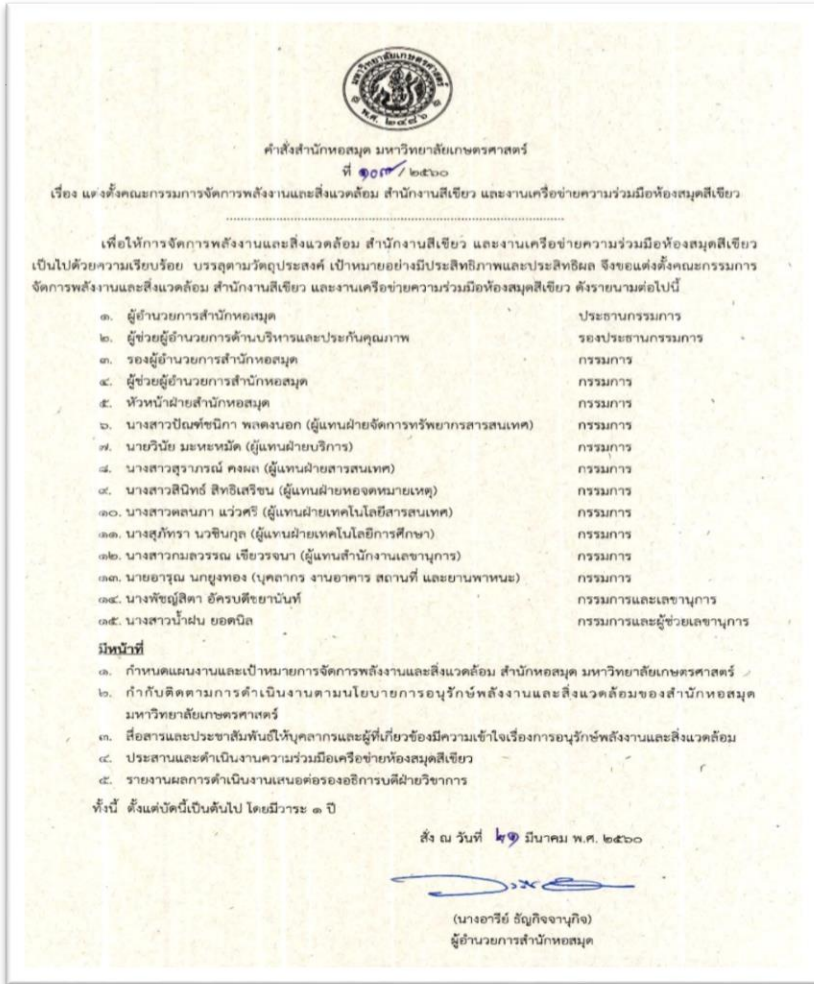 มหาวิทยาลัยเกษตรศาสตร์
พ.ศ. ๒๔๘๖
คำสั่งสำนักหอสมุด มหาวิทยาลัยเกษตรศาสตร์
ที่ / ๒๕๖๐
เรื่อง แต่งตั้งคณะกรรมการจัดการพลังงานและสิ่งแวดล้อม สำนักงานสีเขียว และงานเครือข่ายความร่วมมือห้องสมุดสีเขียว
เพื่อให้การจัดการพลังงานและสิ่งแวดล้อม สำนักงานสีเขียว และงานเครือข่ายความร่วมมือห้องสมุดสีเขียว
เป็นไปด้วยความเรียบร้อย บรรลุตามวัตถุประสงค์ เป้าหมายอย่างมีประสิทธิภาพและประสิทธิผล จึงขอแต่งตั้งคณะกรรมการ
จัดการพลังงานและสิ่งแวดล้อม สำนักงานสีเขียว และงานเครือข่ายความร่วมมือห้องสมุดสีเขียว ดังรายนามต่อไปนี้
๑. ผู้อำนวยการสำนักหอสมุด ประธานกรรมการ
๒. ผู้ช่วยผู้อำนวยการด้านบริหารและประกันคุณภาพ รองประธานกรรมการ
๓. รองผู้อำนวยการสำนักหอสมุด กรรมการ
๔. ผู้ช่วยผู้อำนวยการสำนักหอสมุด กรรมการ
๕. หัวหน้าฝ่ายสำนักหอสมุด กรรมการ
๖. นางสาวปัณฑ์ชนิกา พลตงนอก (ผู้แทนฝ่ายจัดการทรัพยากรสารสนเทศ) กรรมการ
๗. นายวินัย มะหะหมัด (ผู้แทนฝ่ายบริการ) กรรมการ
๘. นางสาวสุราภรณ์ คงผล (ผู้แทนฝ่ายสารสนเทศ) กรรมการ
๙. นางสาวสินิทธ์ สิทธิเสรีชน (ผู้แทนฝ่ายหอจดหมายเหตุ) กรรมการ
๑๐. นางสาวดลนภา แว่วศรี (ผู้แทนฝ่ายเทคโนโลยีสารสนเทศ) กรรมการ
๑๑. นางสุภัทรา นวชินกุล (ผู้แทนฝ่ายเทคโนโลยีการศึกษา) กรรมการ
๑๒. นางสาวกมลวรรณ เขียวรจนา (ผู้แทนสำนักงานเลขานุการ) กรรมการ
๑๓. นายอารุณ นกยูงทอง (บุคลากร งานอาคาร สถานที่ และยานพาหนะ) กรรมการ
๑๔. นางพัชญ์สิตา อัครบดีชยานันท์ กรรมการและเลขานุการ
๑๕. นางสาวน้ำฝน ยอดนิล กรรมการและผู้ช่วยเลขานุการ
มีหน้าที่
๑. กำหนดแผนงานและเป้าหมายการจัดการพลังงานและสิ่งแวดล้อม สำนักหอสมุด มหาวิทยาลัยเกษตรศาสตร์
๒. กำกับติดตามการดำเนินงานตามนโยบายการอนุรักษ์พลังงานและสิ่งแวดล้อมของสำนักหอสมุด
มหาวิทยาลัยเกษตรศาสตร์
๓. สื่อสารและประชาสัมพันธ์ให้บุคลากรและผู้ที่เกี่ยวข้องมีความเข้าใจเรื่องการอนุรักษ์พลังงานและสิ่งแวดล้อม
๔. ประสานและดำเนินงานความร่วมมือเครือข่ายห้องสมุดสีเขียว
๕. รายงานผลการดำเนินงานเสนอต่อรองอธิการบดีฝ่ายวิชาการ
ทั้งนี้ ตั้งแต่บัดนี้เป็นต้นไป โดยมีวาระ ๑ ปี
สั่ง ณ วันที่ ๒๑ มีนาคม พ.ศ. ๒๕๖๐
(นางอารีย์ ธัญกิจจานุกิจ)
ผู้อำนวยการสำนักหอสมุด